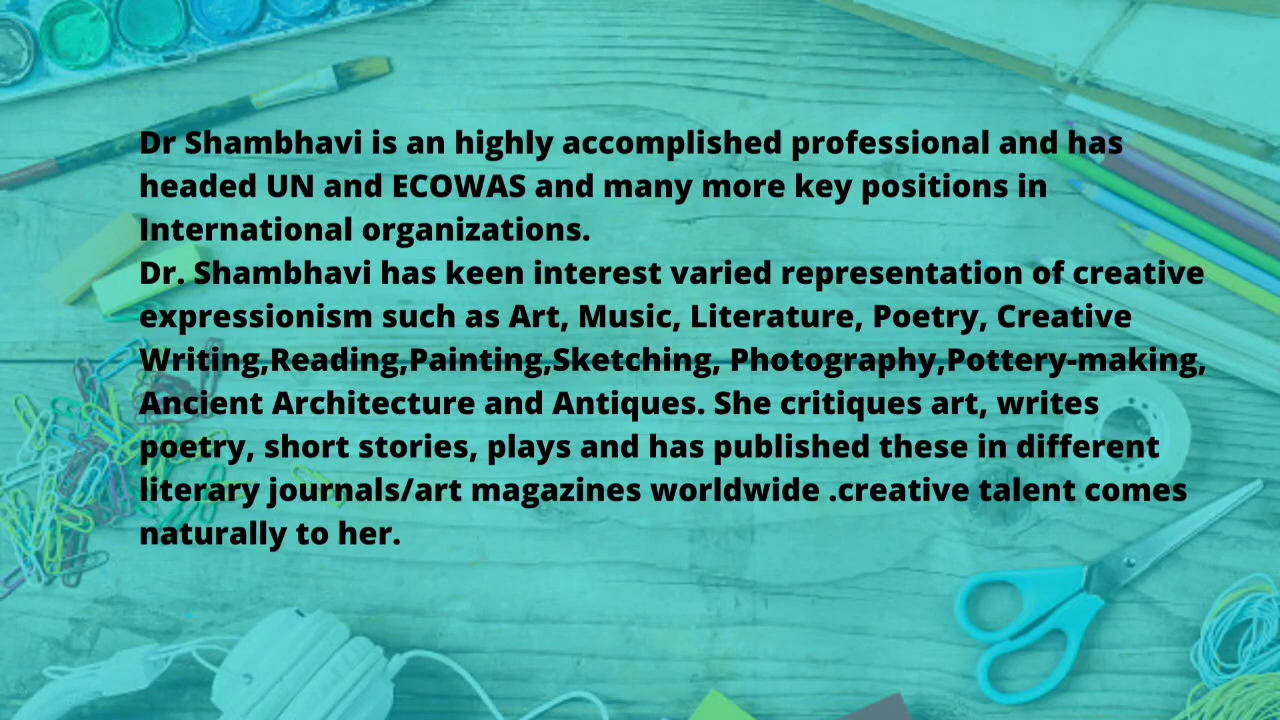 Dr Shambhavi is an highly accomplished professional and has
headed UN and ECOWAS and many more key positions in
International organizations.
Dr. Shambhavi has keen interest varied representation of creative
expressionism such as Art, Music, Literature, Poetry, Creative
Writing,Reading,Painting,Sketching, Photography,Pottery-making,
Ancient Architecture and Antiques. She critiques art, writes
poetry, short stories, plays and has published these in different
literary journals/art magazines worldwide .creative talent comes
naturally to her.